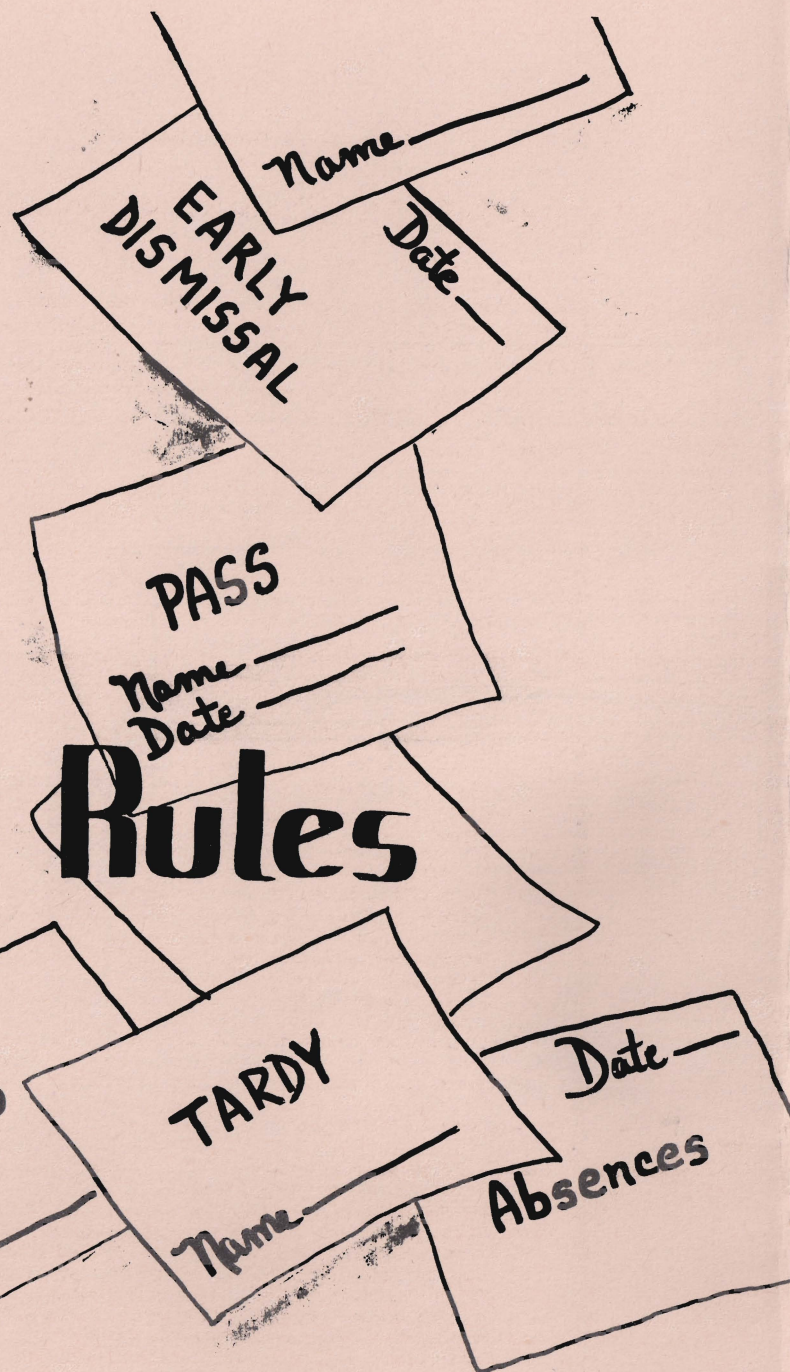 Name
EARLY
DISMISSAL
Date
PASS
Name
Date
Rules
TARDY
Name
Date
Absences